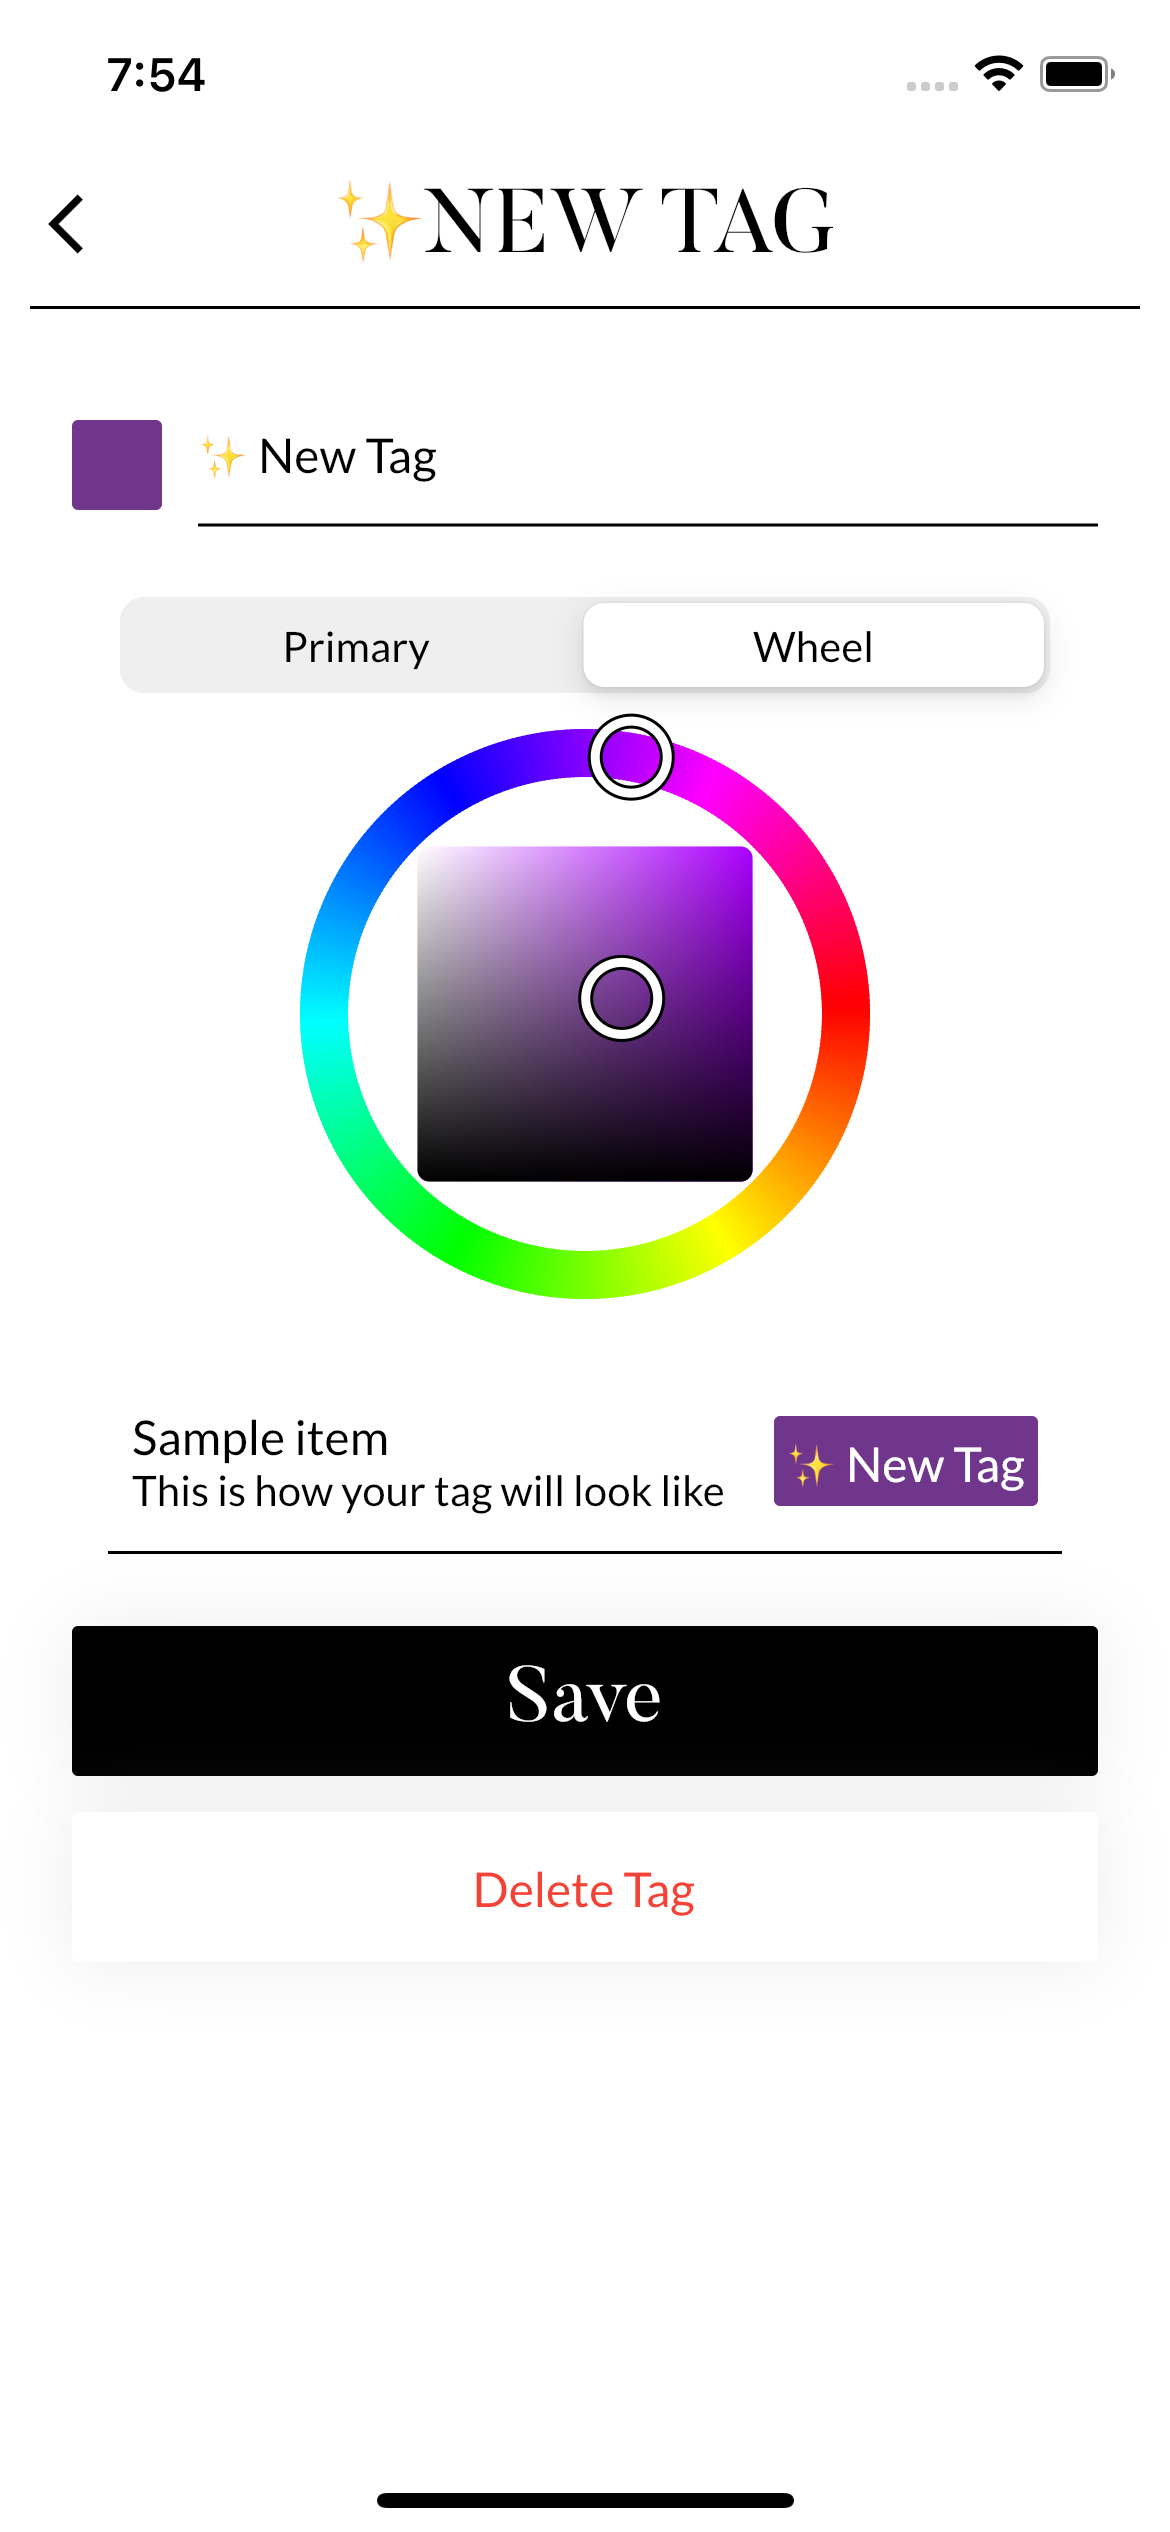 7:54
✨NEW TAG
✨ New Tag
Primary
Wheel
Sample item
This is how your tag will look like
✨ New Tag
Save
Delete Tag